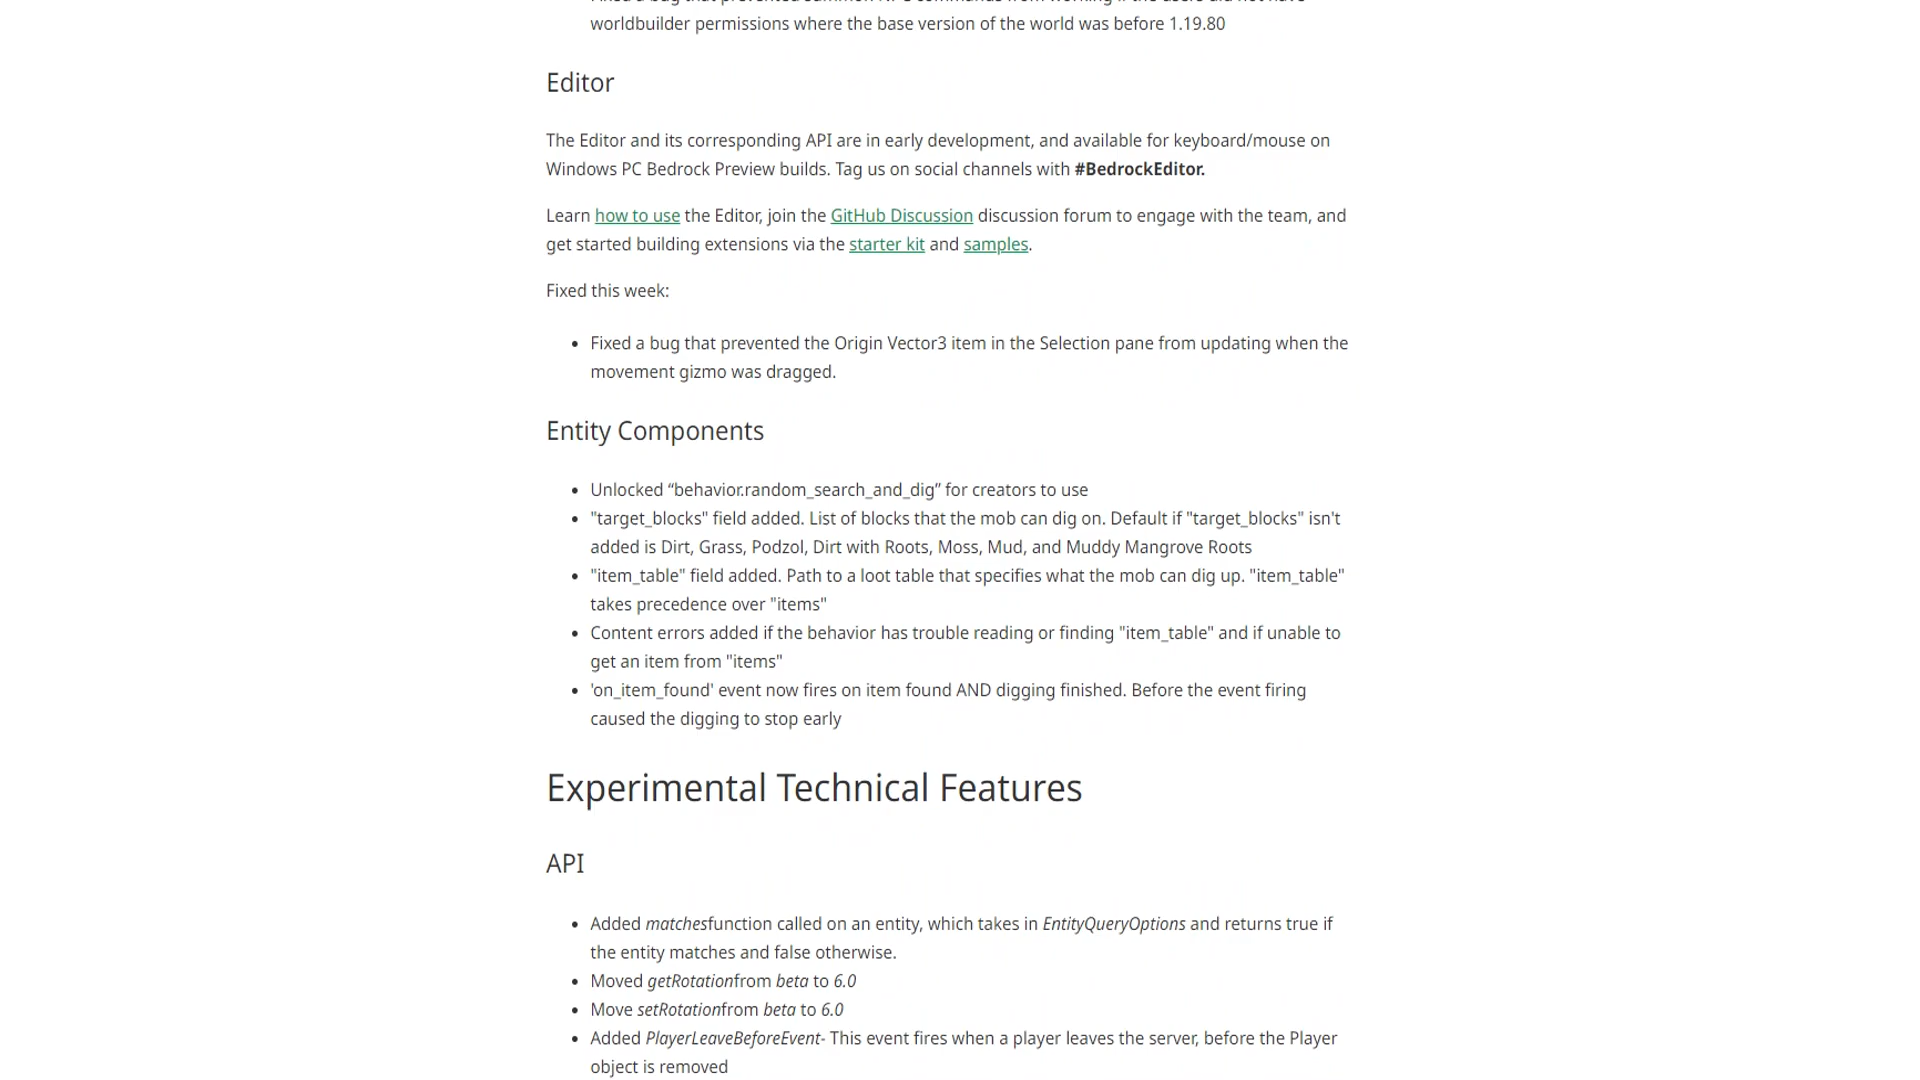 worldbuilder permissions where the base version of the world was before 1.19.80
Editor
The Editor and its corresponding API are in early development, and available for keyboard/mouse on
Windows PC Bedrock Preview builds. Tag us on social channels with #BedrockEditor.
Learn how to use the Editor, join the GitHub Discussion discussion forum to engage with the team, and
get started building extensions via the starter kit and samples.
Fixed this week:
• Fixed a bug that prevented the Origin Vector3 item in the Selection pane from updating when the
movement gizmo was dragged.
Entity Components
• Unlocked “behavior.random_search_and_dig” for creators to use
• "target_blocks" field added. List of blocks that the mob can dig on. Default if "target_blocks" isn't
added is Dirt, Grass, Podzol, Dirt with Roots, Moss, Mud, and Muddy Mangrove Roots
• "item_table" field added. Path to a loot table that specifies what the mob can dig up. "item_table"
takes precedence over "items"
• Content errors added if the behavior has trouble reading or finding "item_table" and if unable to
get an item from "items"
• 'on_item_found' event now fires on item found AND digging finished. Before the event firing
caused the digging to stop early
Experimental Technical Features
API
• Added matchesfunction called on an entity, which takes in EntityQueryOptions and returns true if
the entity matches and false otherwise.
• Moved getRotationfrom beta to 6.0
• Move setRotationfrom beta to 6.0
• Added PlayerLeaveBeforeEvent- This event fires when a player leaves the server, before the Player
object is removed